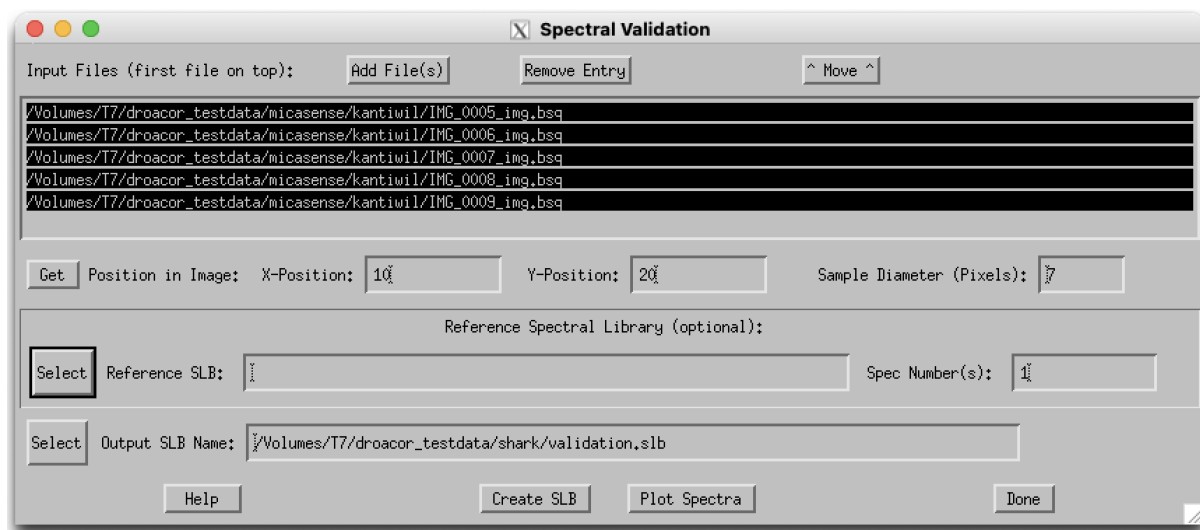 Spectral Validation
Input Files (first file on top): Add File(s) Remove Entry ^ Move ^
/Volumes/T7/droacor_testdata/micasense/kantiwil/IMG_0005_img.bsq
/Volumes/T7/droacor_testdata/micasense/kantiwil/IMG_0006_img.bsq
/Volumes/T7/droacor_testdata/micasense/kantiwil/IMG_0007_img.bsq
/Volumes/T7/droacor_testdata/micasense/kantiwil/IMG_0008_img.bsq
/Volumes/T7/droacor_testdata/micasense/kantiwil/IMG_0009_img.bsq
Get Position in Image: X-Position: 10 Y-Position: 20 Sample Diameter (Pixels): 7
Reference Spectral Library (optional):
Select Reference SLB: Spec Number(s): 1
Select Output SLB Name: /Volumes/T7/droacor_testdata/shark/validation.slb
Help Create SLB Plot Spectra Done